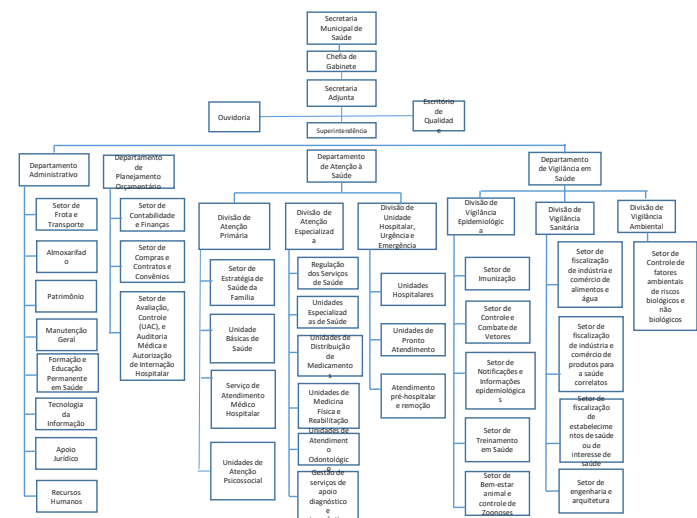 Secretaria
Municipal de
Saúde
Chefia de
Gabinete
Secretaria
Adjunta
Ouvidoria
Escritório
de
Qualidad
e
Superintendência
Departamento
Administrativo
Departamento
de
Planejamento
Orçamentário
Departamento
de Atenção à
Saúde
Departamento
de Vigilância em
Saúde
Setor de
Frota e
Transporte
Almoxarifad
o
Patrimônio
Manutenção
Geral
Formação e
Educação
Permanente
em Saúde
Tecnologia
da
Informação
Apoio
Jurídico
Recursos
Humanos
Setor de
Contabilidade
e Finanças
Setor de
Compras e
Contratos e
Convênios
Setor de
Avaliação,
Controle
(UAC), e
Auditoria
Médica e
Autorização
de Internação
Hospitalar
Divisão de
Atenção
Primária
Setor de
Estratégia de
Saúde da
Família
Unidade
Básicas de
Saúde
Serviço de
Atendimento
Médico
Hospitalar
Unidades de
Atenção
Psicossocial
Divisão de
Atenção
Especializad
a
Regulação
dos Serviços
de Saúde
Unidades
Especializad
as de Saúde
Unidades de
Distribuição
de
Medicamento
s
Unidades de
Medicina
Física e
Reabilitação
Unidades de
Atendiment
o
Odontológic
o
Gestão de
serviços de
apoio
diagnóstico
e
Divisão de
Unidade
Hospitalar,
Urgência e
Emergência
Unidades
Hospitalares
Unidades de
Pronto
Atendimento
Atendimento
pré-hospitalar
e remoção
Divisão de
Vigilância
Epidemiológic
a
Setor de
Imunização
Setor de
Controle e
Combate de
Vetores
Setor de
Notificações e
Informações
epidemiológica
s
Setor de
Treinamento
em Saúde
Setor de
Bem-estar
animal e
controle de
Zoonoses
Divisão de
Vigilância
Sanitária
Setor de
fiscalização
de indústria e
comércio de
alimentos e
água
Setor de
fiscalização
de indústria e
comércio de
produtos para
a saúde
correlatos
Setor de
fiscalização
de
estabelecime
ntos de saúde
ou de
interesse de
saúde
Setor de
engenharia e
arquitetura
Divisão de
Vigilância
Ambiental
Setor de
Controle de
fatores
ambientais
de riscos
biológicos e
não
biológicos